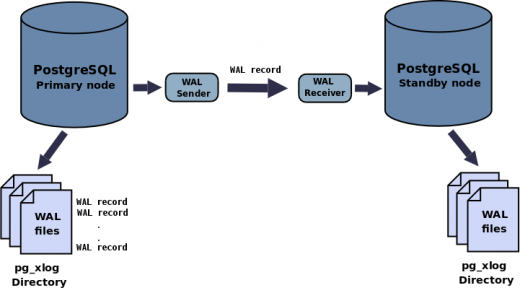 PostgreSQL
Primary node
WAL
Sender
WAL record
WAL
Receiver
PostgreSQL
Standby node
WAL
files
WAL record
WAL record
.
.
WAL record
pg_xlog
Directory
WAL
files
pg_xlog
Directory